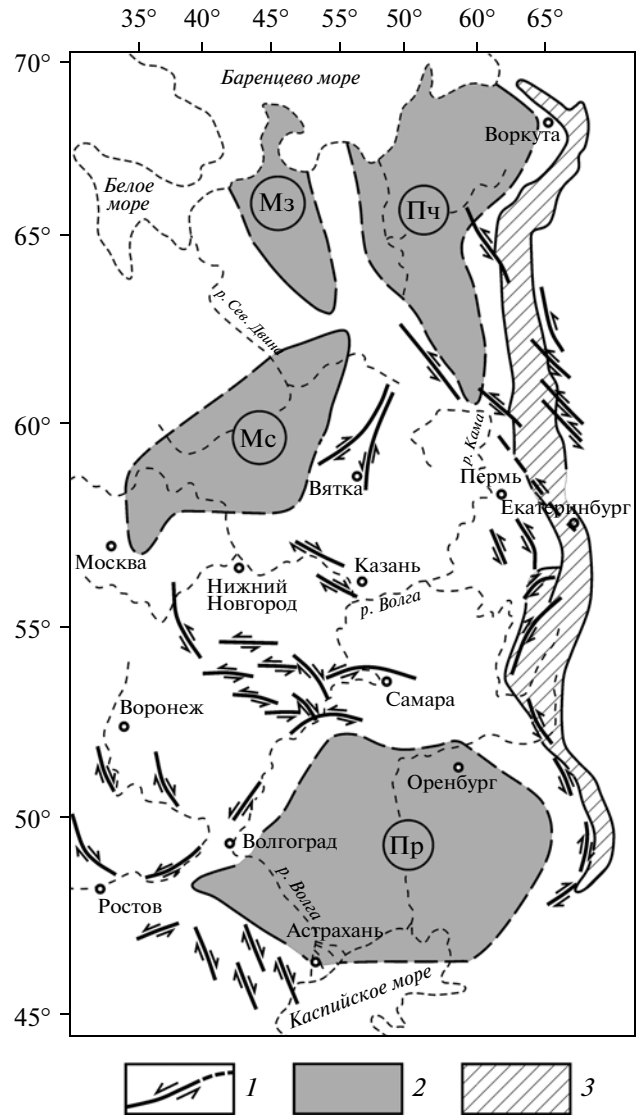 35° 40° 45° 55° 50° 60° 65°
70°
Баренцево море
Воркута
Белое
море
Мз
Пч
65°
р. Сев. Двина
60°
Мс
р. Кама
Вятка
Пермь
Екатеринбург
Москва
Нижний
Новгород
Казань
р. Волга
55°
Воронеж
Самара
50°
Оренбург
Волгоград
Пр
р. Волга
Ростов
Астрахань
Каспийское море
45°
1 2 3